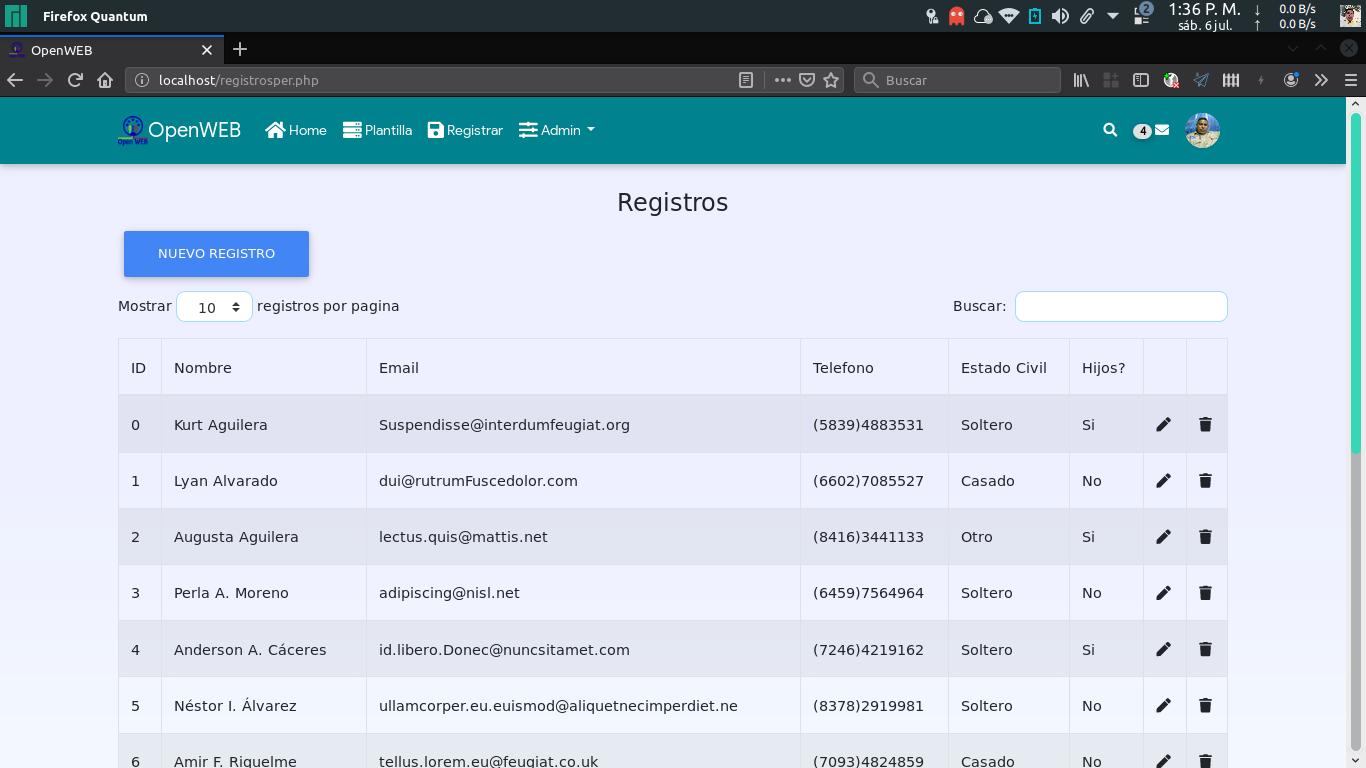 Firefox Quantum
2
1:36 P. M.
sáb. 6 jul.
↓ 0.0 B/s
↑ 0.0 B/s
OpenWEB
localhost/registrosper.php
Buscar
Open WEB
OpenWEB Home Plantilla Registrar Admin 4
Registros
NUEVO REGISTRO
Mostrar 10 registros por pagina Buscar:
ID Nombre Email Telefono Estado Civil Hijos?
0 Kurt Aguilera Suspendisse@interdumfeugiat.org (5839)4883531 Soltero Si
1 Lyan Alvarado dui@rutrumFuscedolor.com (6602)7085527 Casado No
2 Augusta Aguilera lectus.quis@mattis.net (8416)3441133 Otro Si
3 Perla A. Moreno adipiscing@nisl.net (6459)7564964 Soltero No
4 Anderson A. Cáceres id.libero.Donec@nuncsitamet.com (7246)4219162 Soltero Si
5 Néstor I. Álvarez ullamcorper.eu.euismod@aliquetnecimperdiet.ne (8378)2919981 Soltero No
6 Amir F. Riquelme tellus.lorem.eu@feugiat.co.uk (7093)4824859 Casado No